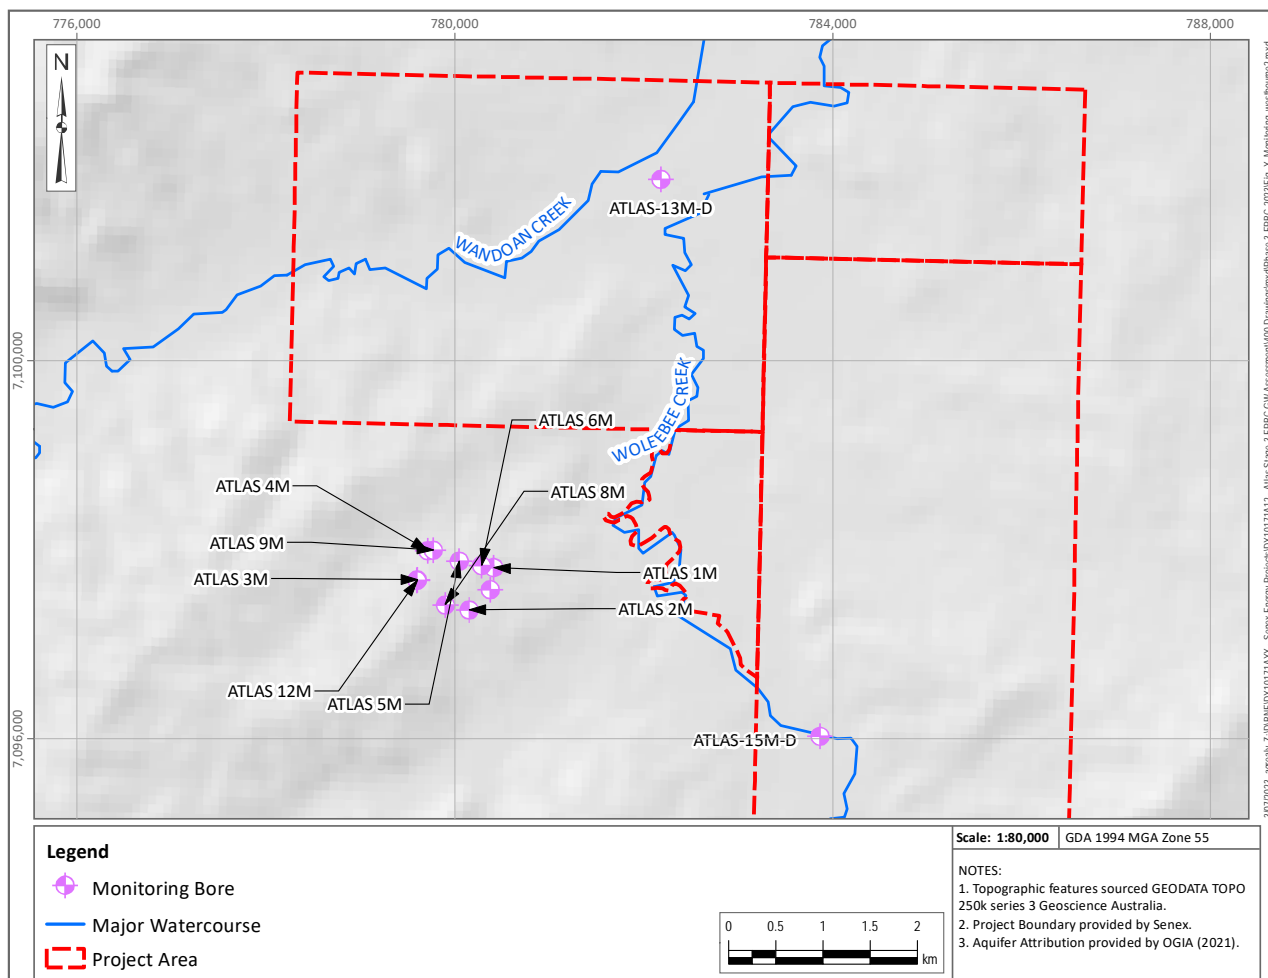 776,000
780,000
784,000
788,000
N
7,100,000
7,096,000
WANDOAN CREEK
WOLEEBEE CREEK
ATLAS-13M-D
ATLAS 6M
ATLAS 4M
ATLAS 8M
ATLAS 9M
ATLAS 3M
ATLAS 1M
ATLAS 2M
ATLAS 12M
ATLAS 5M
ATLAS-15M-D
Legend
Monitoring Bore
Major Watercourse
Project Area
0 0.5 1 1.5 2
km
Scale: 1:80,000
GDA 1994 MGA Zone 55
NOTES:
1. Topographic features sourced GEODATA TOPO
250k series 3 Geoscience Australia.
2. Project Boundary provided by Senex.
3. Aquifer Attribution provided by OGIA (2021).